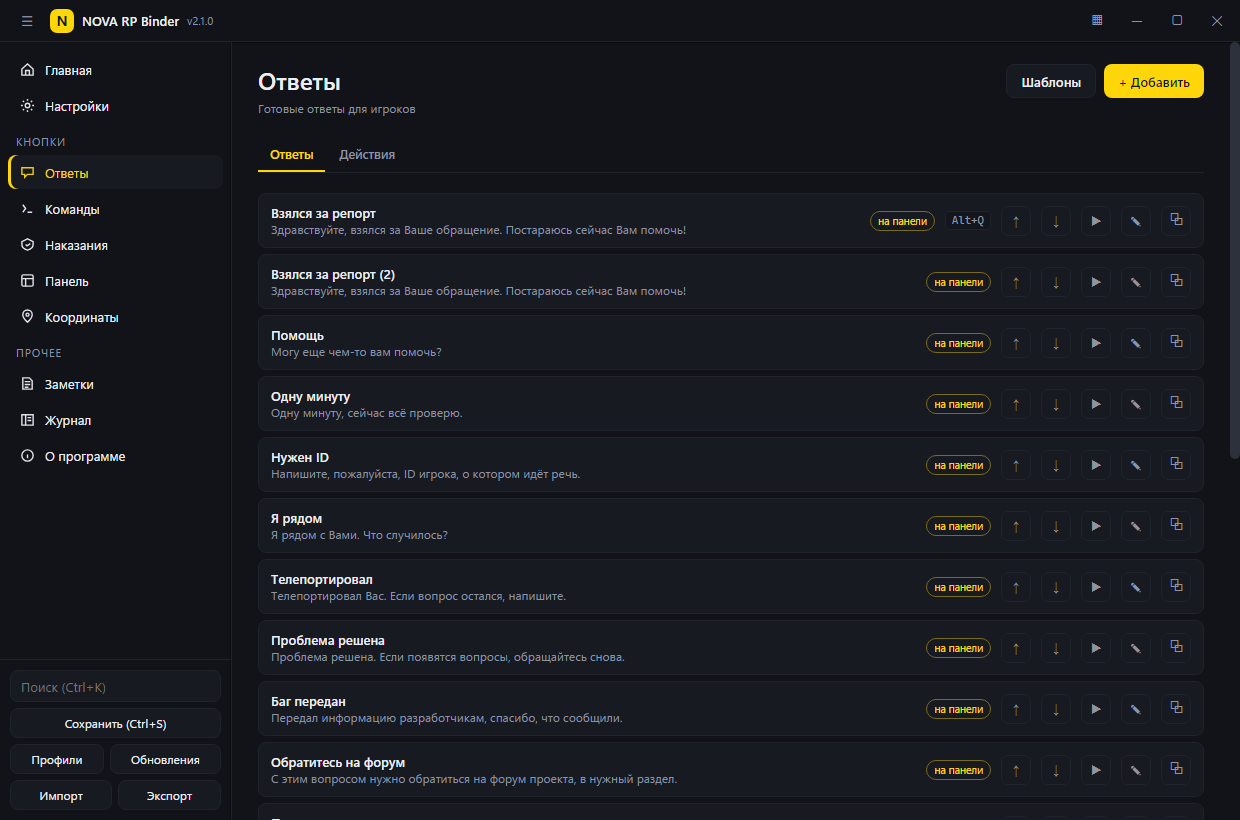 N NOVA RP Binder v2.1.0
Главная
Настройки
КНОПКИ
Ответы
Команды
Наказания
Панель
Координаты
ПРОЧЕЕ
Заметки
Журнал
О программе
Поиск (Ctrl+K)
Сохранить (Ctrl+S)
Профили Обновления
Импорт Экспорт
Ответы
Готовые ответы для игроков
Шаблоны + Добавить
Ответы Действия
Взялся за репорт
Здравствуйте, взялся за Ваше обращение. Постараюсь сейчас Вам помочь!
на панели Alt+Q
Взялся за репорт (2)
Здравствуйте, взялся за Ваше обращение. Постараюсь сейчас Вам помочь!
на панели
Помощь
Могу еще чем-то вам помочь?
на панели
Одну минуту
Одну минуту, сейчас всё проверю.
на панели
Нужен ID
Напишите, пожалуйста, ID игрока, о котором идёт речь.
на панели
Я рядом
Я рядом с Вами. Что случилось?
на панели
Телепортировал
Телепортировал Вас. Если вопрос остался, напишите.
на панели
Проблема решена
Проблема решена. Если появятся вопросы, обращайтесь снова.
на панели
Баг передан
Передал информацию разработчикам, спасибо, что сообщили.
на панели
Обратитесь на форум
С этим вопросом нужно обратиться на форум проекта, в нужный раздел.
на панели